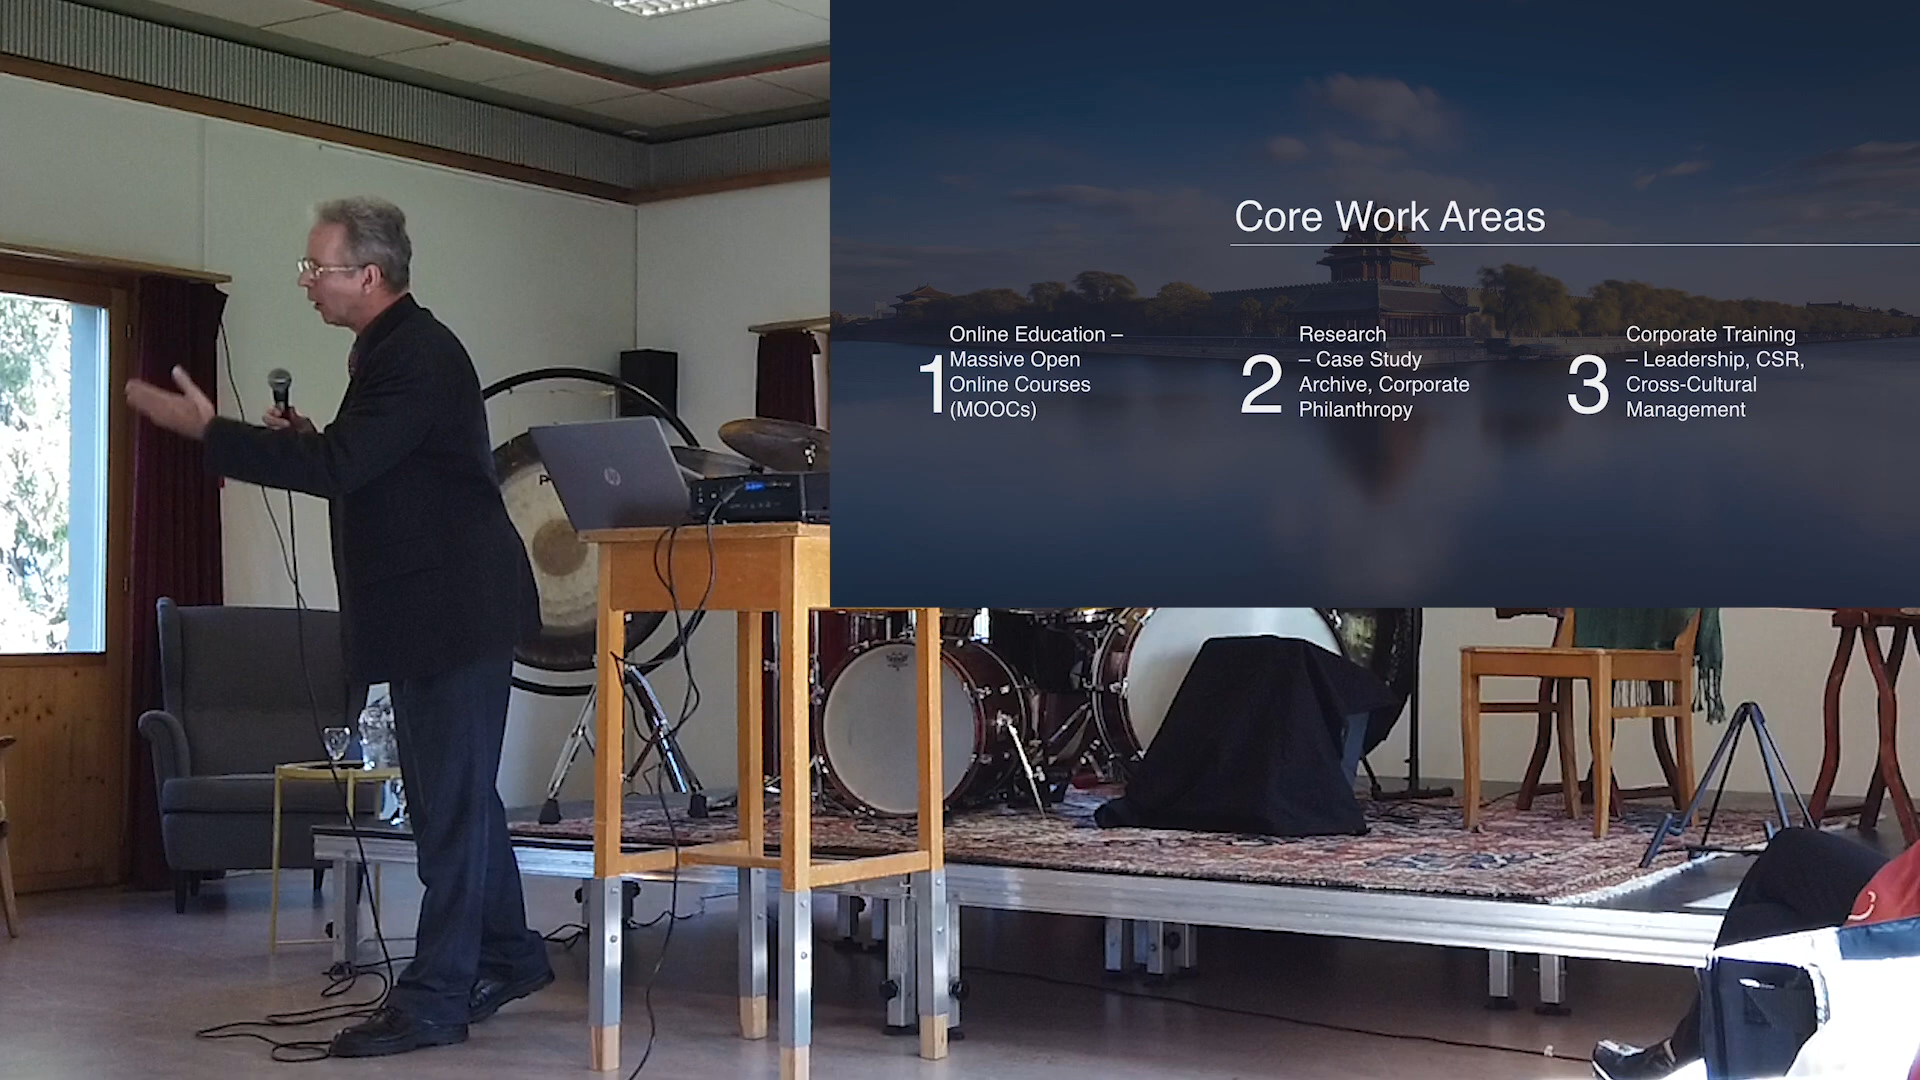 Core Work Areas
1
Online Education –
Massive Open
Online Courses
(MOOCs)
2
Research
– Case Study
Archive, Corporate
Philanthropy
3
Corporate Training
– Leadership, CSR,
Cross-Cultural
Management
hp